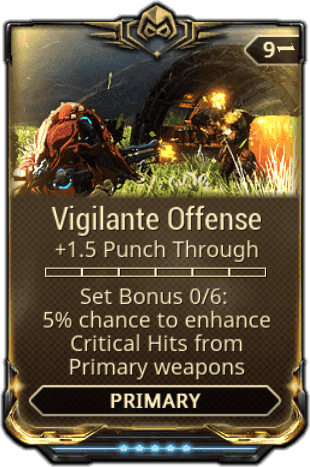 9
Vigilante Offense
+1.5 Punch Through
Set Bonus 0/6:
5% chance to enhance
Critical Hits from
Primary weapons
PRIMARY